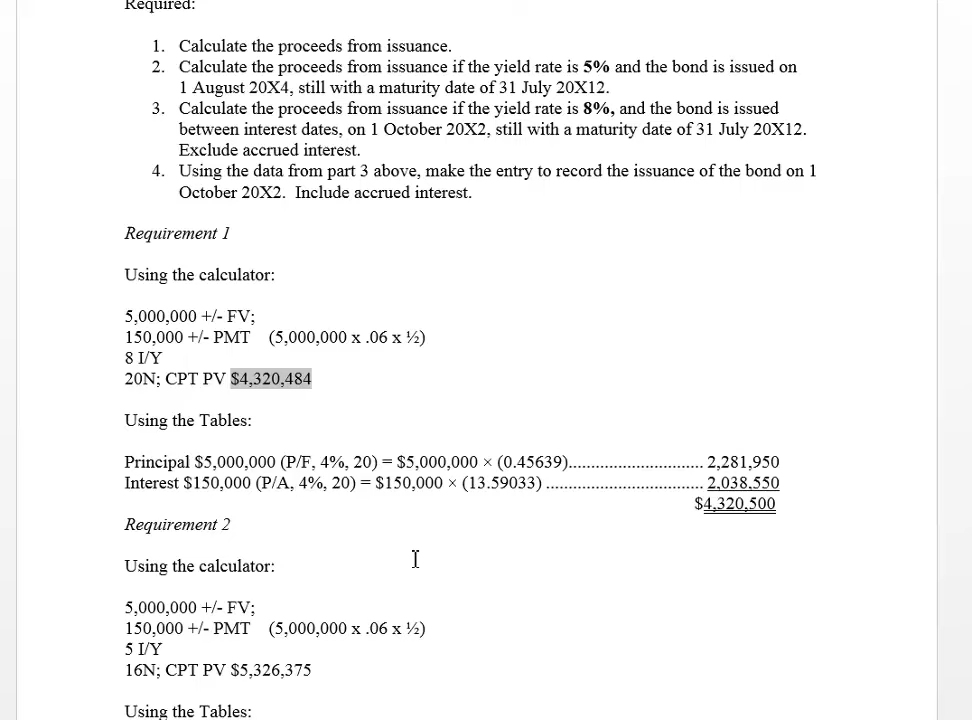 Required:
1. Calculate the proceeds from issuance.
2. Calculate the proceeds from issuance if the yield rate is 5% and the bond is issued on
1 August 20X4, still with a maturity date of 31 July 20X12.
3. Calculate the proceeds from issuance if the yield rate is 8%, and the bond is issued
between interest dates, on 1 October 20X2, still with a maturity date of 31 July 20X12.
Exclude accrued interest.
4. Using the data from part 3 above, make the entry to record the issuance of the bond on 1
October 20X2.  Include accrued interest.
Requirement 1
Using the calculator:
5,000,000 +/- FV;
150,000 +/- PMT    (5,000,000 x .06 x ½)
8 I/Y
20N; CPT PV $4,320,484
Using the Tables:
Principal $5,000,000 (P/F, 4%, 20) = $5,000,000 × (0.45639).............................. 2,281,950
Interest $150,000 (P/A, 4%, 20) = $150,000 × (13.59033) ................................... 2,038,550
$4,320,500
Requirement 2
Using the calculator:
5,000,000 +/- FV;
150,000 +/- PMT    (5,000,000 x .06 x ½)
5 I/Y
16N; CPT PV $5,326,375
Using the Tables: